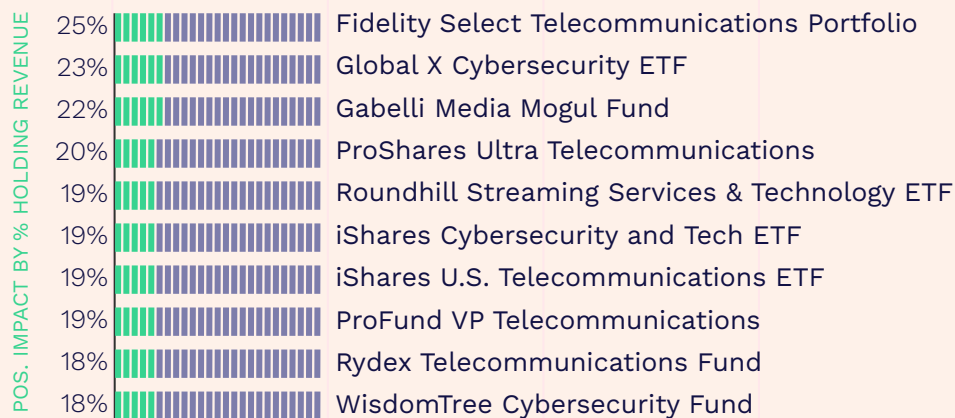 POS. IMPACT BY % HOLDING REVENUE
25% Fidelity Select Telecommunications Portfolio
23% Global X Cybersecurity ETF
22% Gabelli Media Mogul Fund
20% ProShares Ultra Telecommunications
19% Roundhill Streaming Services & Technology ETF
19% iShares Cybersecurity and Tech ETF
19% iShares U.S. Telecommunications ETF
19% ProFund VP Telecommunications
18% Rydex Telecommunications Fund
18% WisdomTree Cybersecurity Fund